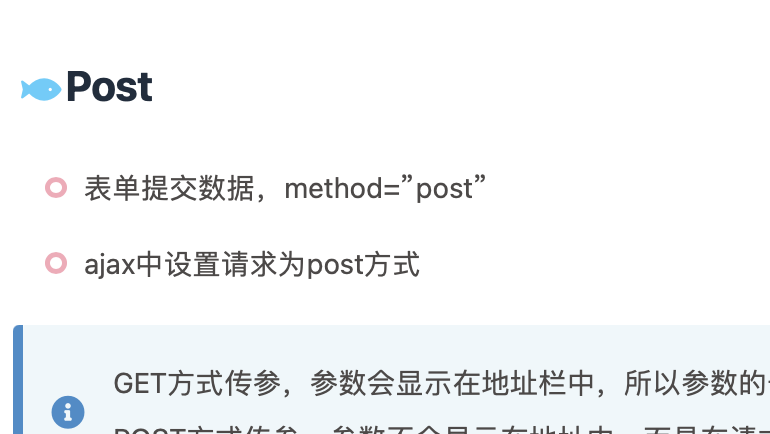 Post
表单提交数据，method=”post”
ajax中设置请求为post方式
GET方式传参，参数会显示在地址栏中，所以参数的
POST方式传参，参数不会显示在地址中，而是在请求